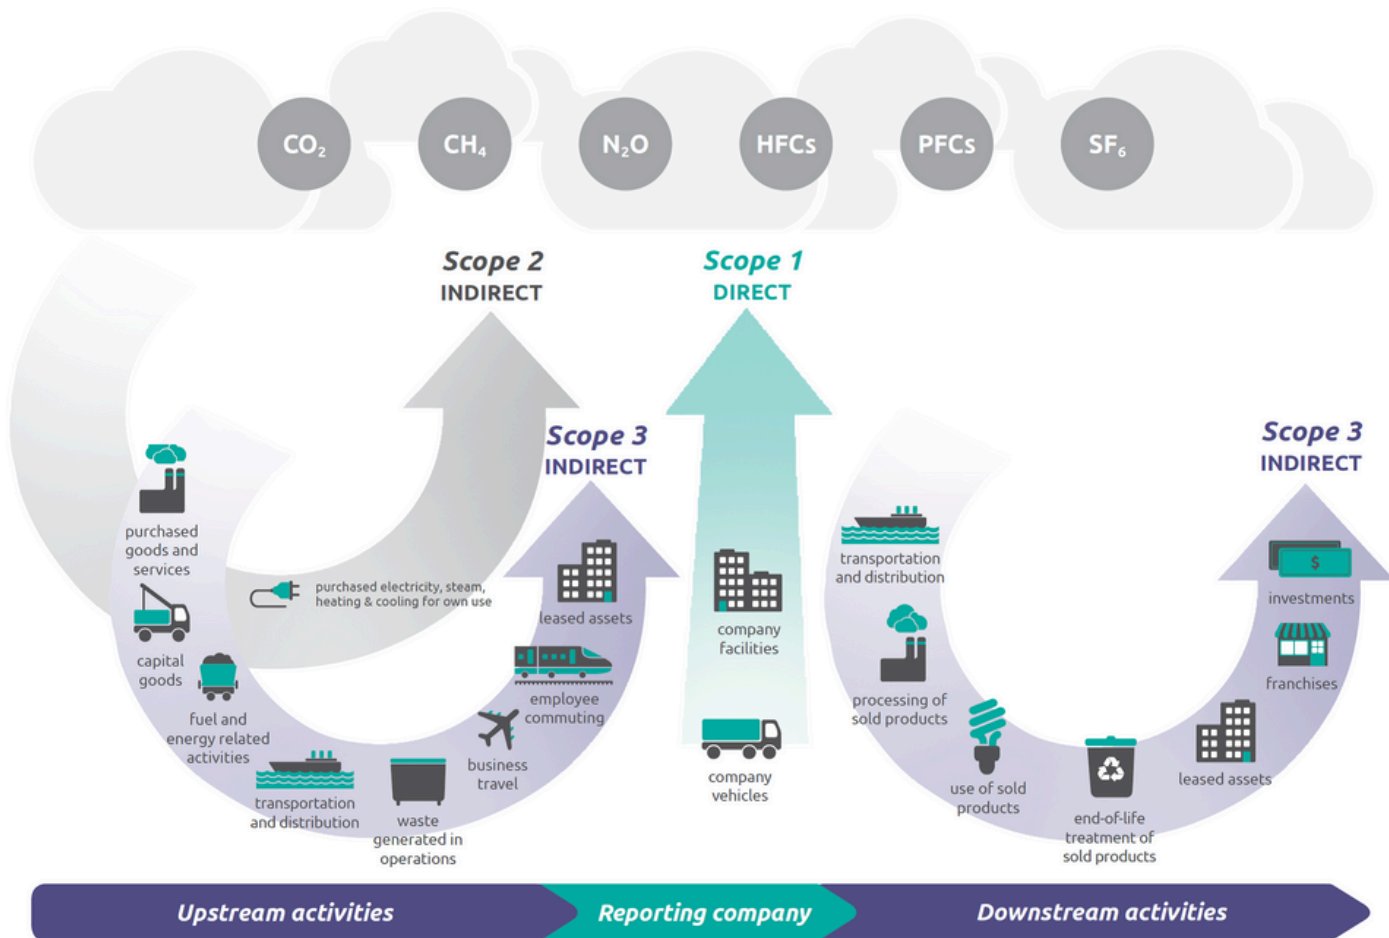 CO₂
CH₄
N₂O
HFCs
PFCs
SF₆
Scope 2
INDIRECT
Scope 1
DIRECT
Scope 3
INDIRECT
Scope 3
INDIRECT
purchased
goods and
services
capital
goods
fuel and
energy related
activities
transportation
and distribution
waste
generated in
operations
business
travel
employee
commuting
leased assets
purchased electricity, steam,
heating & cooling for own use
company
facilities
company
vehicles
transportation
and distribution
processing of
sold products
use of sold
products
end-of-life
treatment of
sold products
leased assets
franchises
investments
$
Upstream activities
Reporting company
Downstream activities